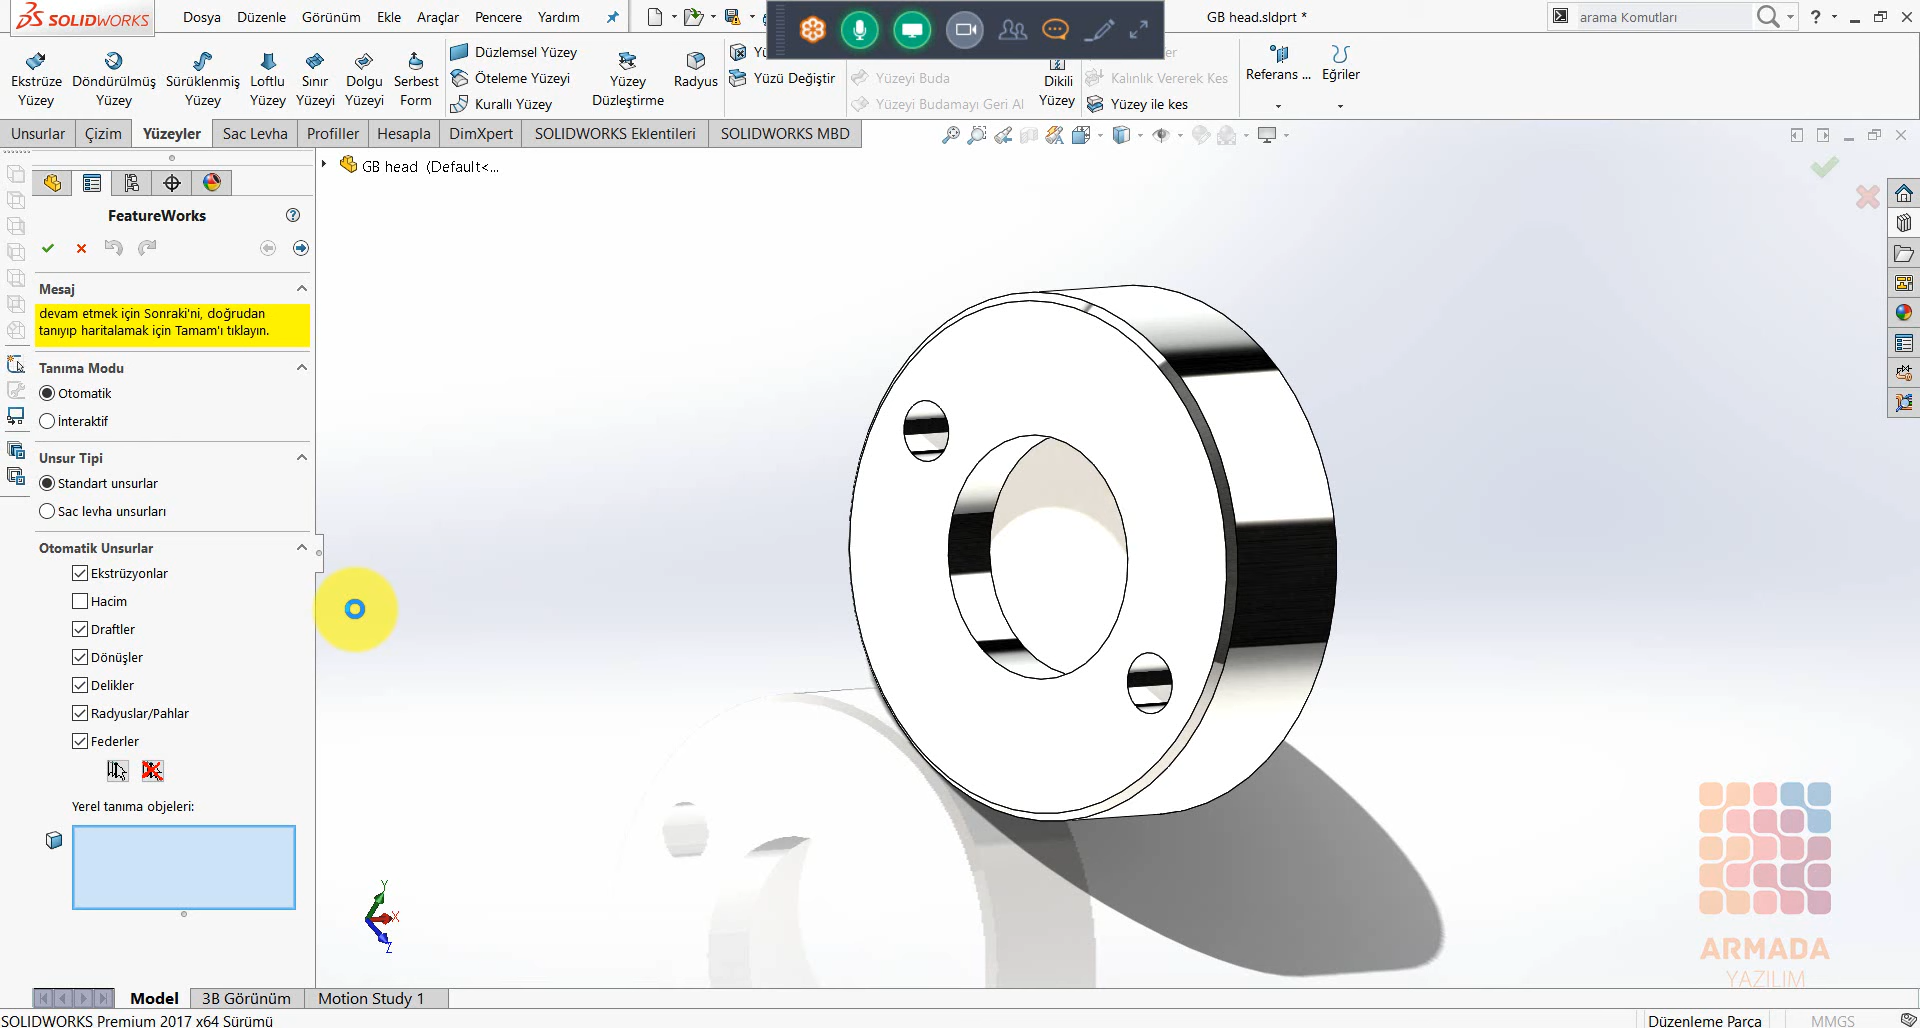 SOLIDWORKS
Dosya Düzenle Görünüm Ekle Araçlar Pencere Yardım
GB head.sldprt *
arama Komutları
Ekstrüze Yüzey
Döndürülmüş Yüzey
Sürüklenmiş Yüzey
Loftlu Yüzey
Sınır Yüzeyi
Dolgu Yüzeyi
Serbest Form
Düzlemsel Yüzey
Öteleme Yüzeyi
Kurallı Yüzey
Yüzey Düzleştirme
Radyus
Yüzü Değiştir
Yüzeyi Buda
Yüzeyi Budamayı Geri Al
Dikili Yüzey
Kalınlık Vererek Kes
Yüzey ile kes
Referans ...
Eğriler
Unsurlar Çizim Yüzeyler Sac Levha Profiller Hesapla DimXpert SOLIDWORKS Eklentileri SOLIDWORKS MBD
GB head (Default<...
FeatureWorks
Mesaj
devam etmek için Sonraki'ni, doğrudan
tanıyıp haritalamak için Tamam'ı tıklayın.
Tanıma Modu
Otomatik
İnteraktif
Unsur Tipi
Standart unsurlar
Sac levha unsurları
Otomatik Unsurlar
Ekstrüzyonlar
Hacim
Draftler
Dönüşler
Delikler
Radyuslar/Pahlar
Federler
Yerel tanıma objeleri:
Y
X
Z
ARMADA
YAZILIM
Model 3B Görünüm Motion Study 1
SOLIDWORKS Premium 2017 x64 Sürümü
Düzenleme Parça
MMGS